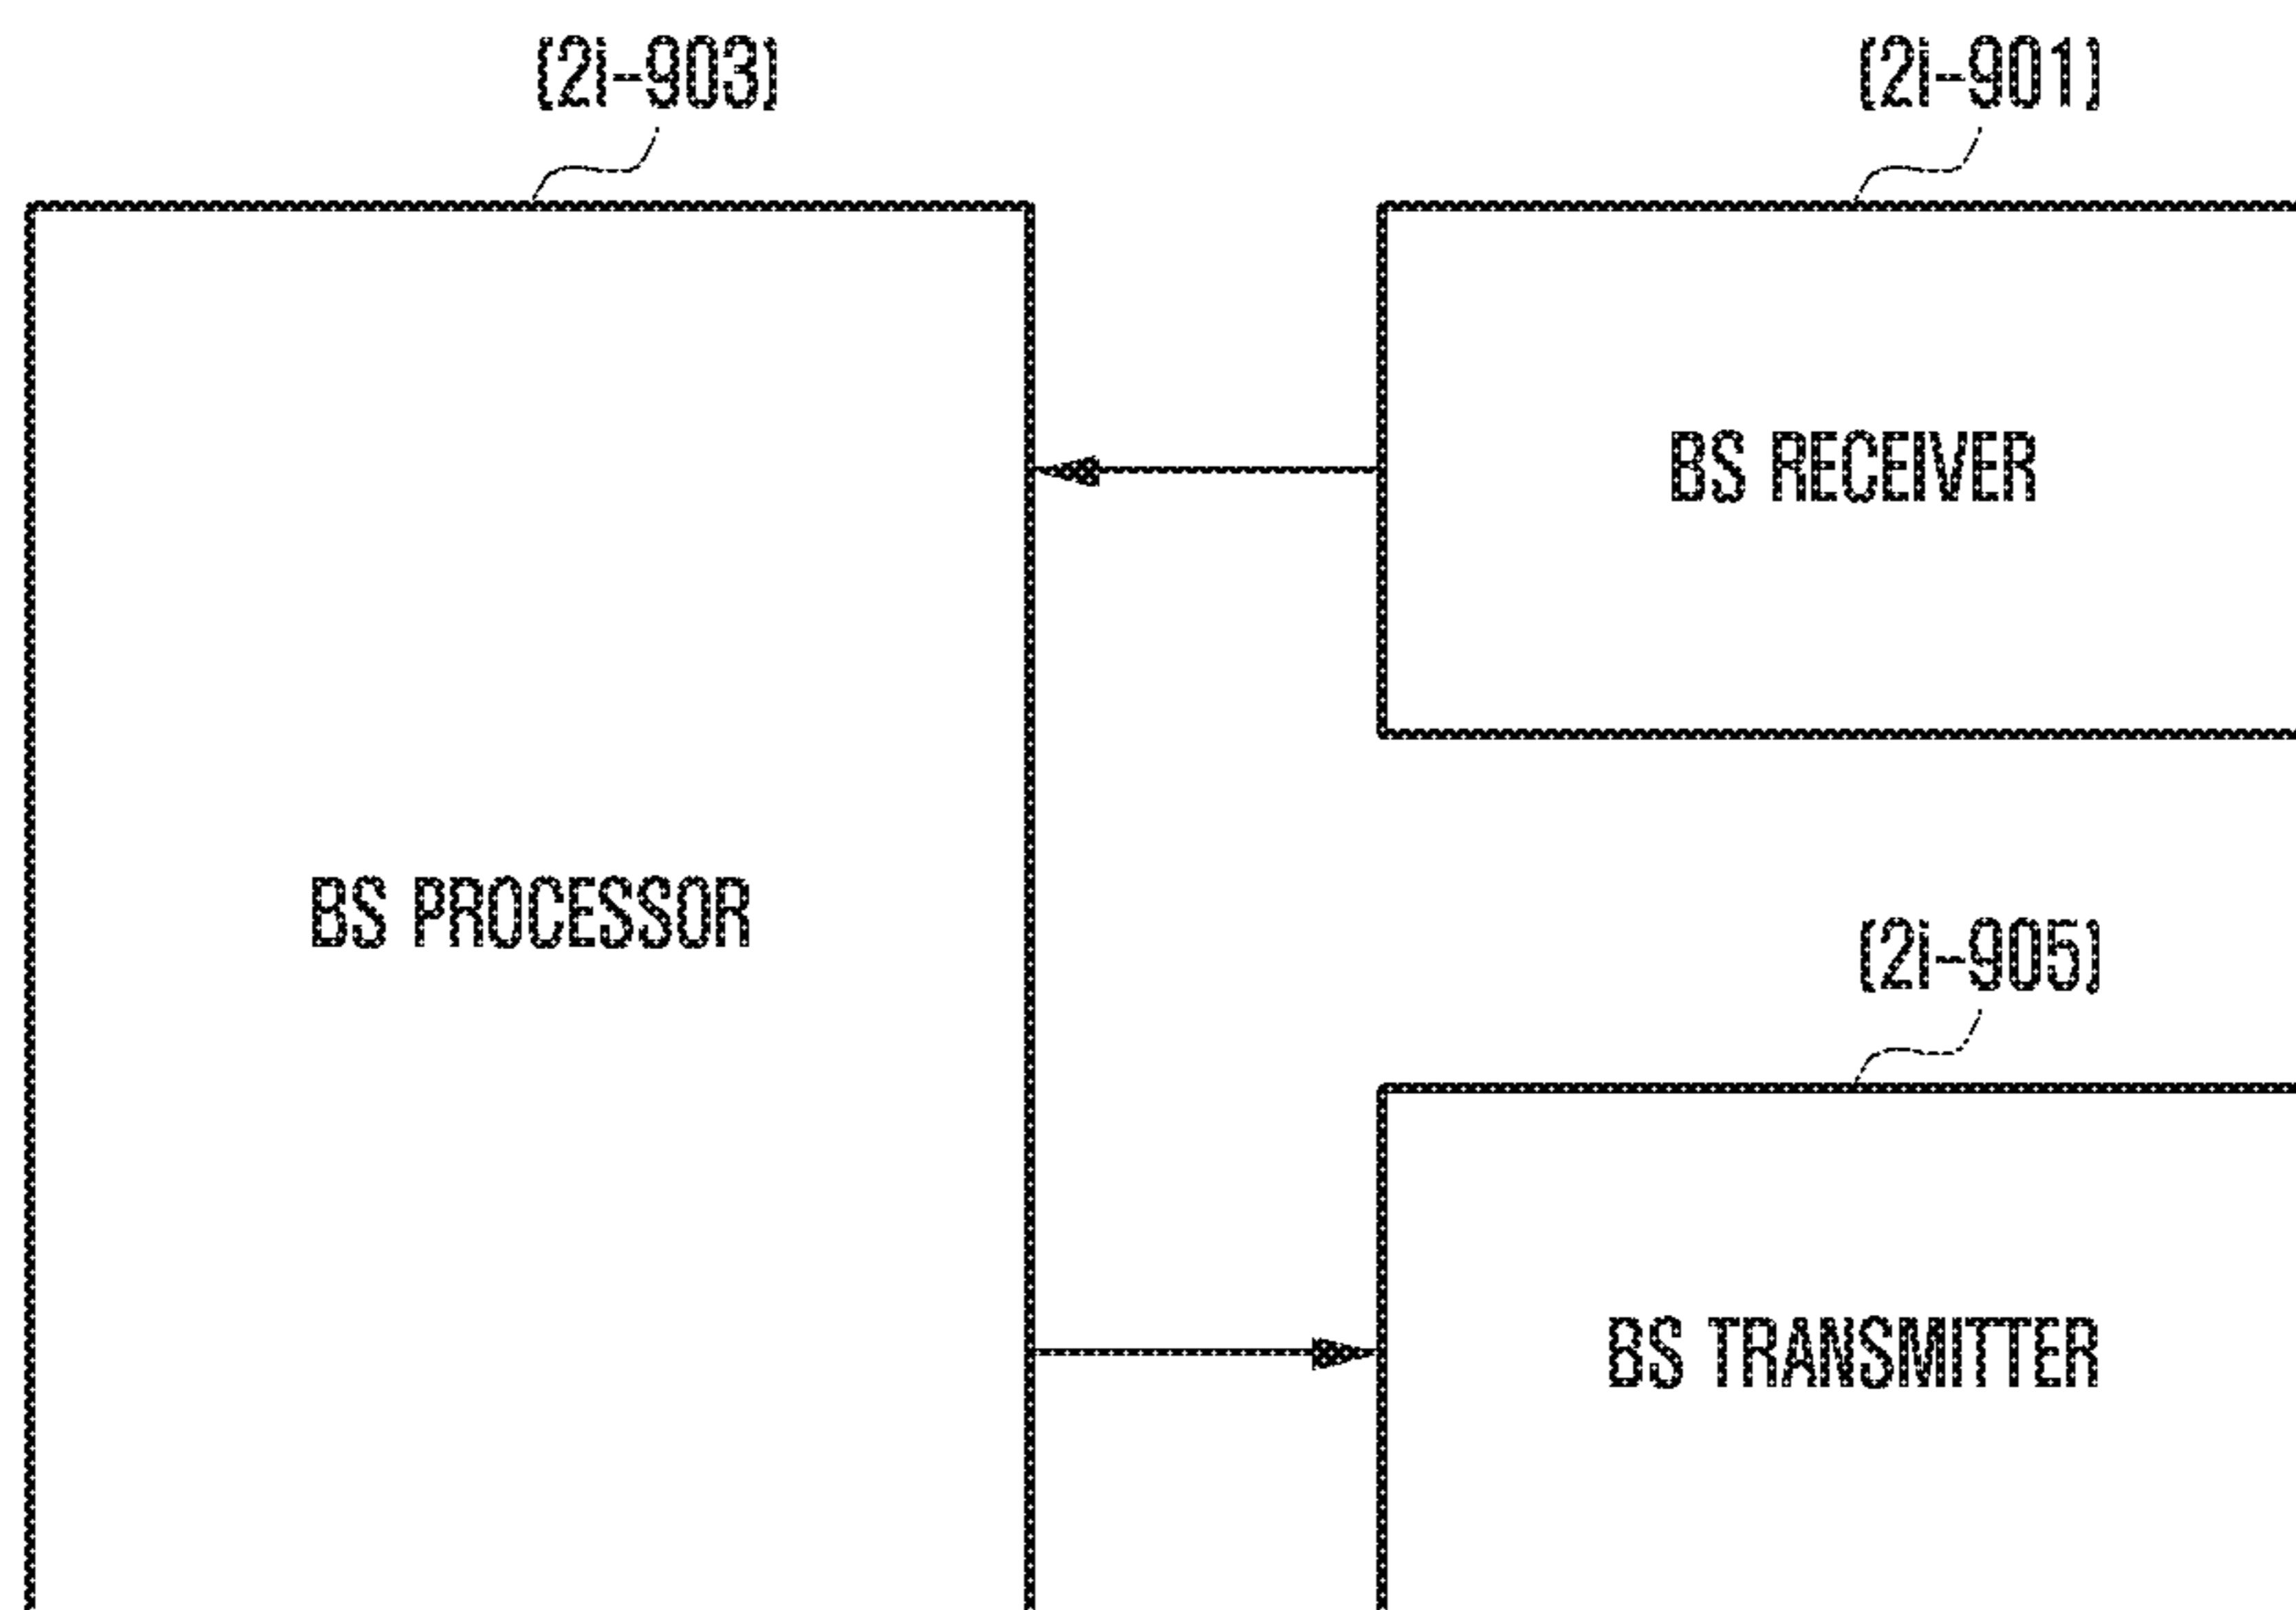 (2i-903)
(2i-901)
BS RECEIVER
BS PROCESSOR
(2i-905)
BS TRANSMITTER